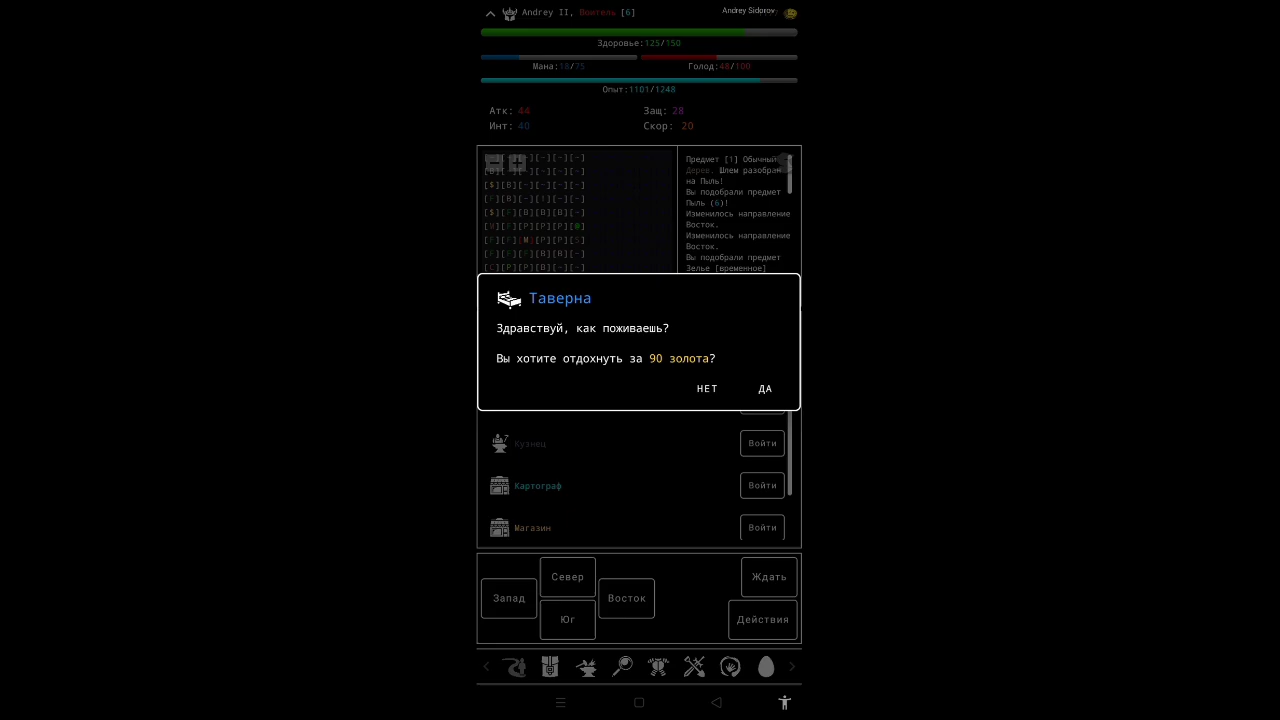 Andrey II, Воитель [6]
Andrey Sidorov
Здоровье:125/150
Мана:18/75
Голод:48/100
Опыт:1101/1248
Атк: 44
Защ: 28
Инт: 40
Скор: 20
Предмет [1] Обычный
Дерев. Шлем разобран
на Пыль!
Вы подобрали предмет
Пыль (6)!
Изменилось направление
Восток.
Изменилось направление
Восток.
Вы подобрали предмет
Зелье [временное]
[$][B][~][~][~][~][~]
Таверна
Здравствуй, как поживаешь?
Вы хотите отдохнуть за 90 золота?
НЕТ
ДА
Кузнец
Войти
Картограф
Войти
Магазин
Войти
Север
Ждать
Запад
Восток
Юг
Действия